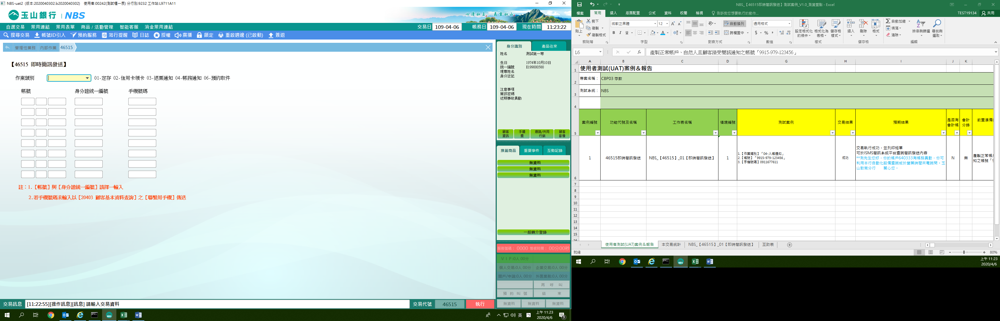 NBS-uat2 (版本:2020040302.b2020040302) 使用者:00242(測試櫃一辰) 分行別:9232 工作站:L9711A11
玉山銀行 | NBS
心清如玉 義重如山
自選交易 常用連結 常用表單 商品/活動管理 智能客服 消金常用連結
交易日 109-04-06 帳務日 109-04-06 現在時間 11:23:22
搜尋交易 帳號ID引入 預約服務 蒞行提醒 日誌 授權 廣播 鎖定 重啟週邊(已啟動) 簽退
管理性業務 內部作業 46515
【46515 即時簡訊發送】
作業類別 01-定存 02-信用卡領卡 03-退票通知 04-帳務通知 06-預約取件
帳號 身分證統一編號 手機號碼
註：1.［帳號］與［身分證統一編號］請擇一輸入
2.若手機號碼未輸入以［20403 顧客基本資料查詢］之［聯繫用手機］傳送
身分識別 產品往來
姓名 測試施一寒
生日 1974年10月10日
統一編號 E199000580
理專姓名
身分註記
注意事項
簡訊密碼
近期事故異動
顧客資訊 手續費 通路/共同行銷 顧客影像
推薦商品 重要事件 互動記錄
無資料
無資料
無資料
一般轉介登錄
服務號碼： 0000 等候時間： 00分00秒
ＶＩＰ:0人 00分
個人交易:0人 00分 企業交易:0人 00分
開戶/申請:0人 00分 外匯業務:0人 00分
再 呼 叫
預 約 叫 號 結 束
無資料 無資料 無資料
交易訊息 [11:22:55][操作訊息][訊息] 請輸入交易資料 交易代號 46515 執行
英 上午 11:23
2020/4/6
3
NBS_【46515即時簡訊發送】測試案例_V1.0_測資盤點 - Excel
檔案 常用 插入 版面配置 公式 資料 校閱 檢視 告訴我您想要執行的動作... TEST19134 共用
貼上 剪下 複製 複製格式 剪貼簿
微軟正黑體 12 B I U 字型
自動換列 跨欄置中 對齊方式
通用格式 $ % 數值
設定格式化的條件 格式化為表格 儲存格樣式 樣式
插入 刪除 格式 儲存格
自動加總 填滿 清除 排序與篩選 尋找與選取 編輯
L6 fx 產製正常帳戶、自然人且顧客接受簡訊通知之帳號「9915-979-123456」
A B C D G H I J K
1 使用者測試(UAT)案例&報告
2 專案名稱： CBP03 存款
3 測試系統： NBS
4
5 案例編號 功能代號及名稱 工作表名稱 情境編號 測試案例 交易結果 預期結果 是否有會計帳 會計分錄 前置準備(
6 1 46515即時簡訊發送 NBS_【46515】_01【即時簡訊發送】 1
1.【作業類別】「04-入帳通知」
2.【帳號】「9915-979-123456」
3.【手機號碼】0911677611
成功
交易執行成功，並列印短單
可於ISMS簡訊系統平台查詢簡訊發送內容
**測先生您好，你的帳戶640333有帳務異動，你可
利用本行自動化設備查詢或於營業時間來電詢問，玉
山敦南分行 關心您。
N 無
產製正常帳戶
知之帳號「9
7
8
9
10
11
12
13
14
15
16
使用者測試(UAT)案例&報告 本交易統計 NBS_【46515】_01【即時簡訊發送】 互助表
就緒 80%
上午 11:23
2020/4/6